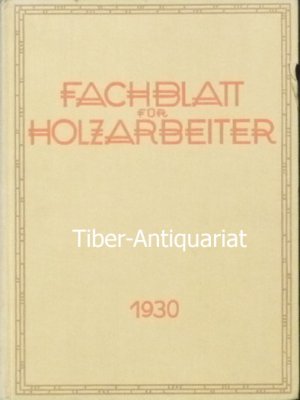 FACHBLATT
FÜR
HOLZARBEITER
Tiber-Antiquariat
1930